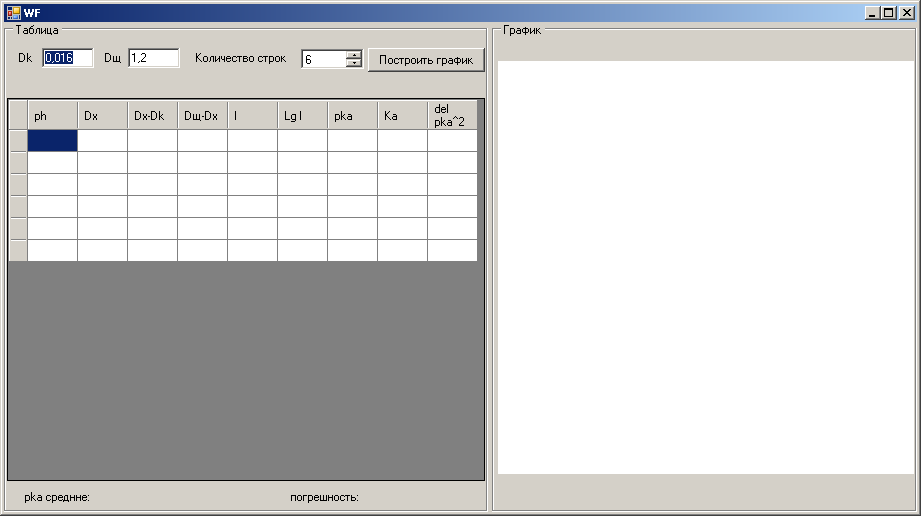 WF
Таблица
График
Dk 0,016 Dщ 1,2 Количество строк 6 Построить график
ph Dx Dx-Dk Dщ-Dx I Lg I pka Ka del pka^2
pka среднне: погрешность: